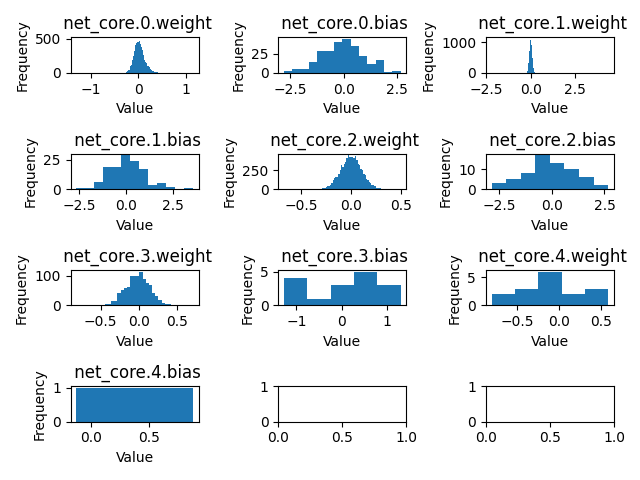 net_core.0.weight
net_core.0.bias
net_core.1.weight
Frequency
500
0
−1
0
1
Value
Frequency
25
0
−2.5
0.0
2.5
Value
Frequency
1000
0
−2.5
0.0
2.5
Value
net_core.1.bias
net_core.2.weight
net_core.2.bias
Frequency
25
0
−2.5
0.0
2.5
Value
Frequency
250
0
−0.5
0.0
0.5
Value
Frequency
10
0
−2.5
0.0
2.5
Value
net_core.3.weight
net_core.3.bias
net_core.4.weight
Frequency
100
0
−0.5
0.0
0.5
Value
Frequency
5
0
−1
0
1
Value
Frequency
5
0
−0.5
0.0
0.5
Value
net_core.4.bias
Frequency
1
0
0.0
0.5
Value
1
0
0.0
0.5
1.0
1
0
0.0
0.5
1.0